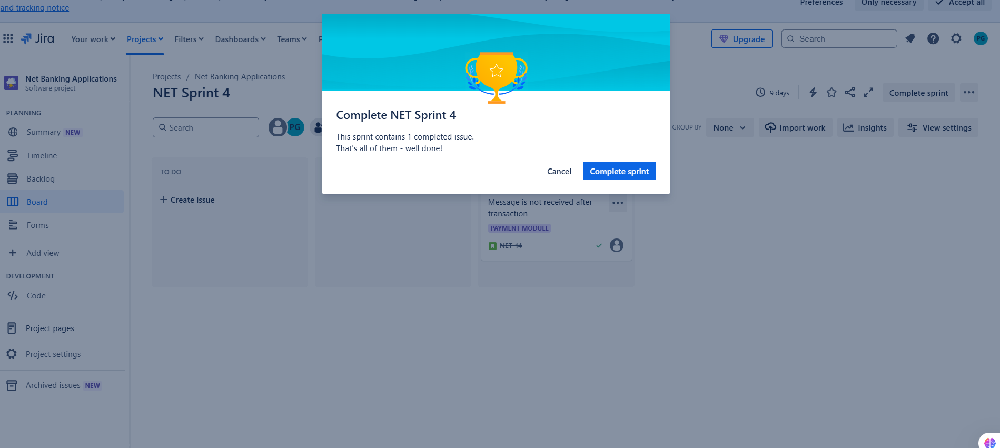 and tracking notice
Preferences
Only necessary
Accept all
Jira
Your work
Projects
Filters
Dashboards
Teams
P
Upgrade
Search
PG
Net Banking Applications
Software project
PLANNING
Summary NEW
Timeline
Backlog
Board
Forms
Add view
DEVELOPMENT
Code
Project pages
Project settings
Archived issues NEW
Projects / Net Banking Applications
NET Sprint 4
9 days
Complete sprint
Search
PG
GROUP BY
None
Import work
Insights
View settings
TO DO
+ Create issue
Complete NET Sprint 4
This sprint contains 1 completed issue.
That's all of them - well done!
Cancel
Complete sprint
Message is not received after
transaction
PAYMENT MODULE
NET-14